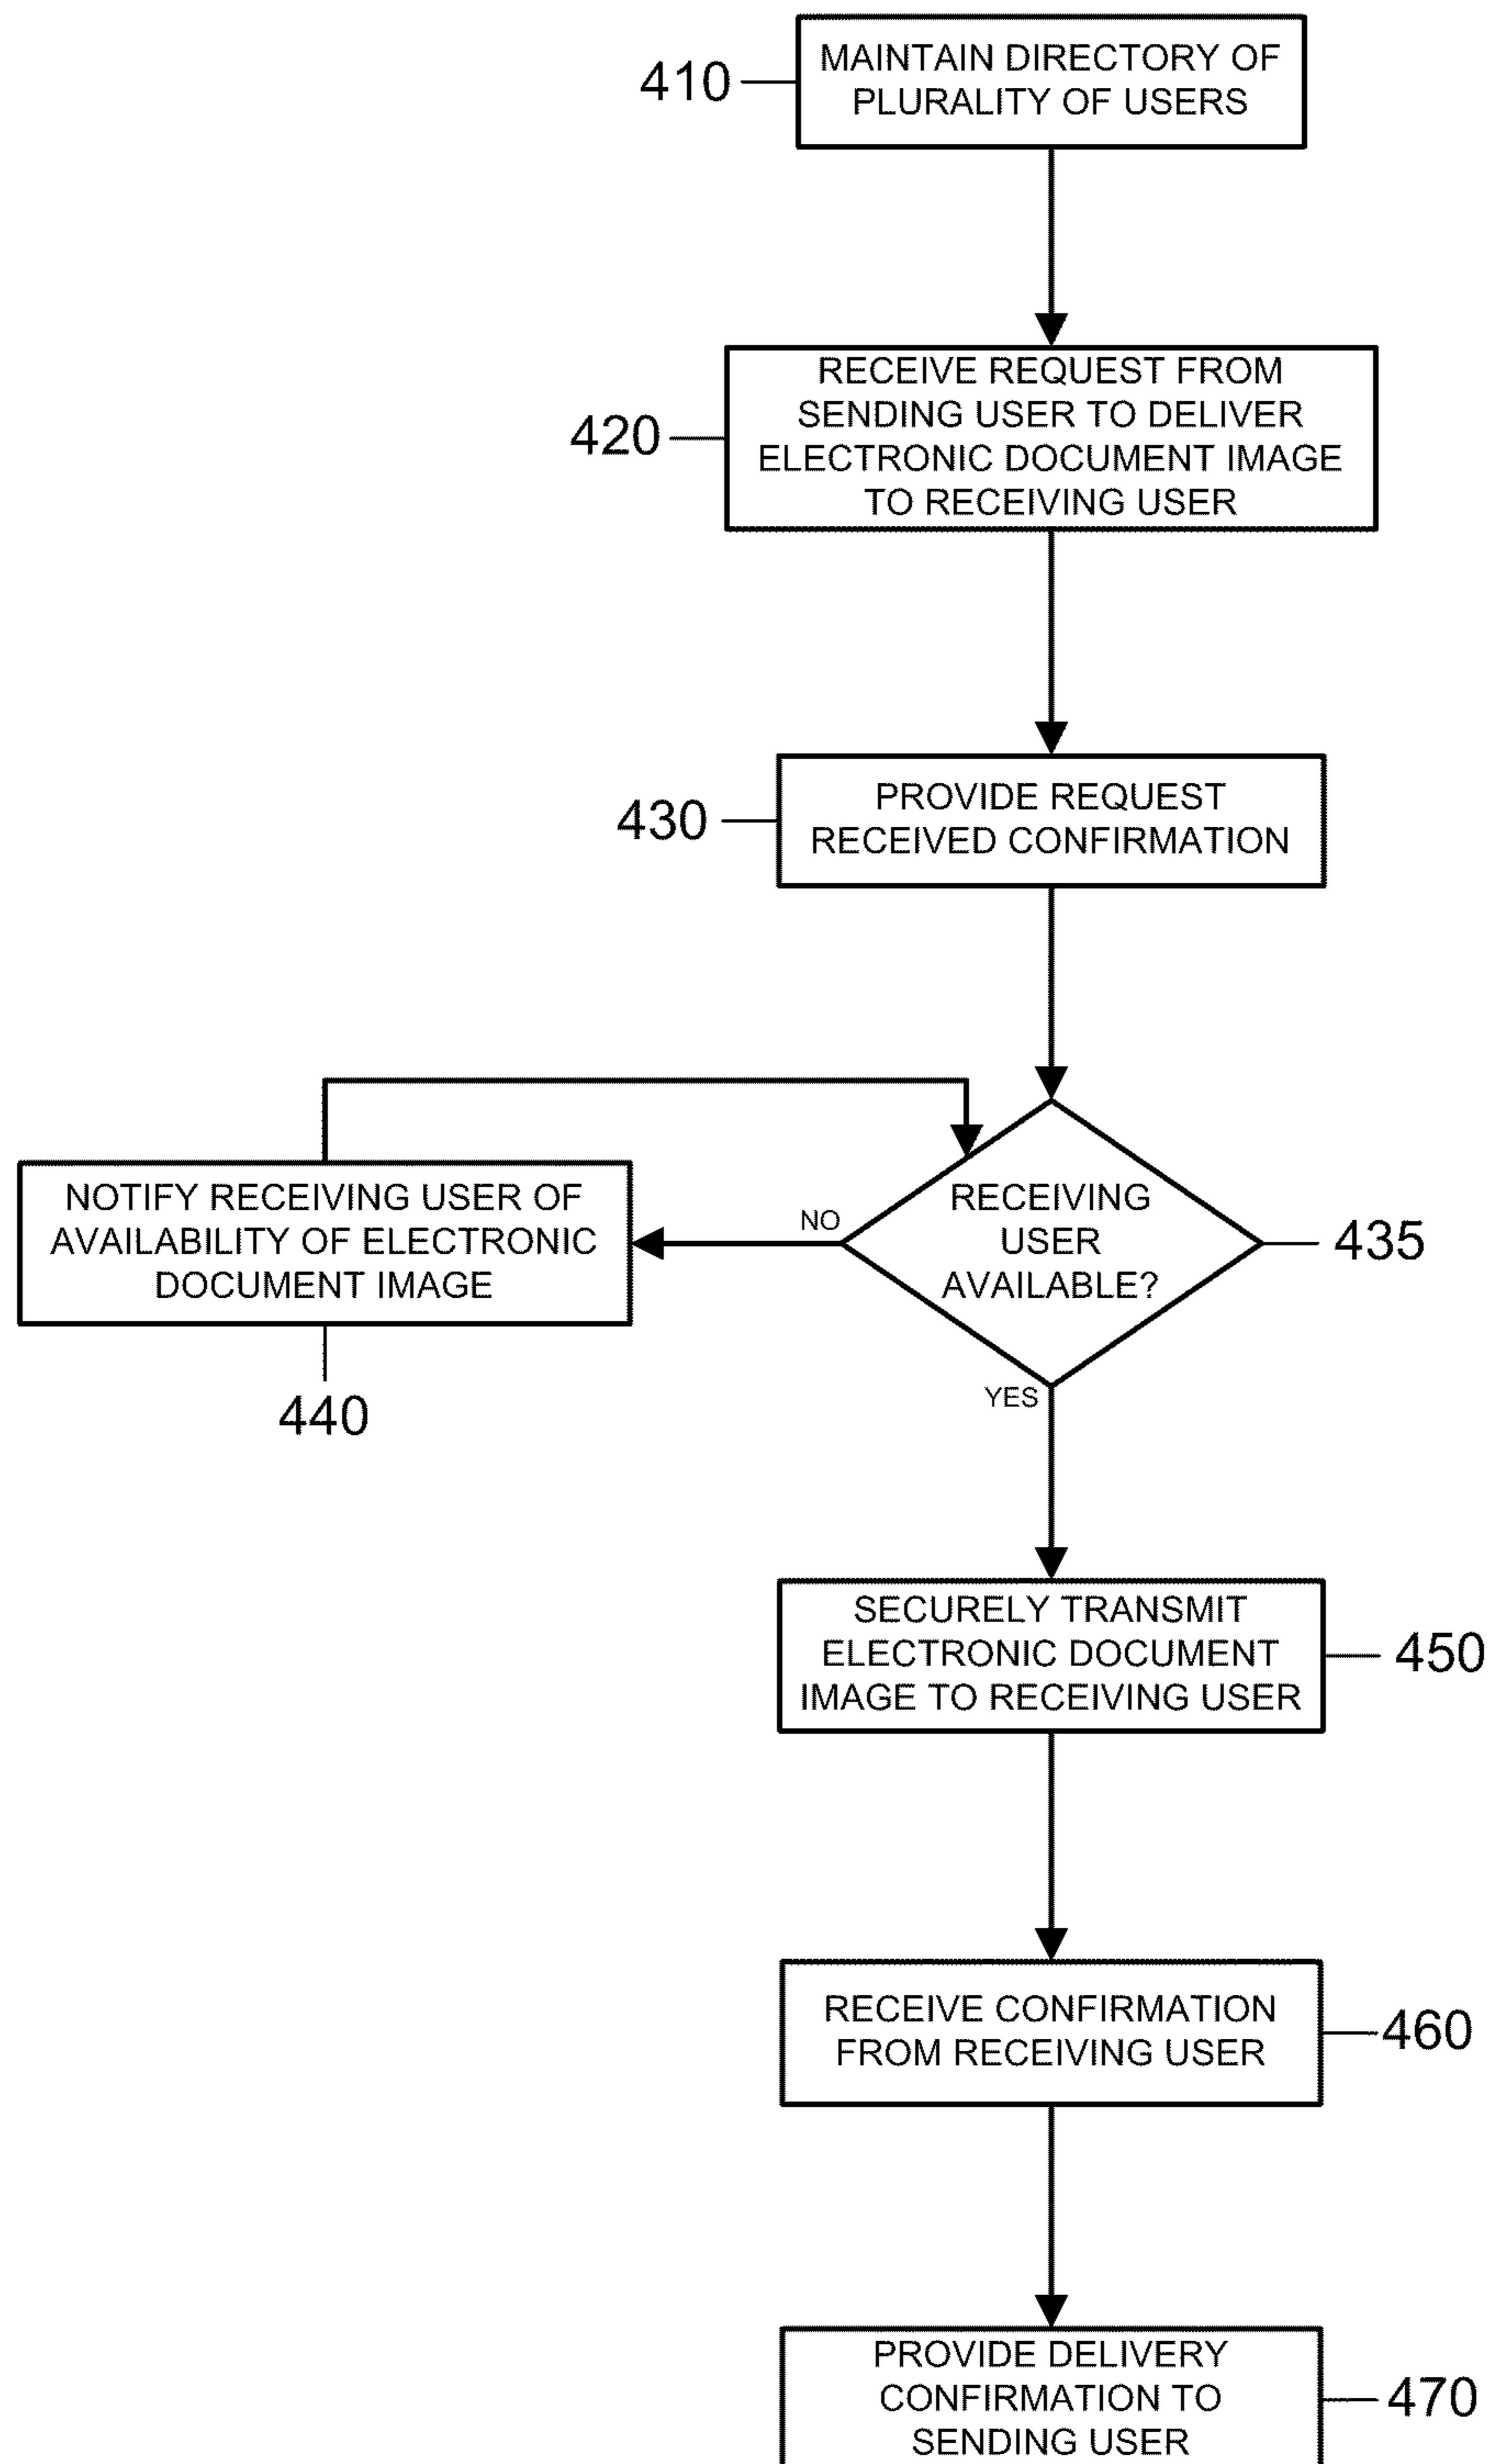 410
MAINTAIN DIRECTORY OF
PLURALITY OF USERS
420
RECEIVE REQUEST FROM
SENDING USER TO DELIVER
ELECTRONIC DOCUMENT IMAGE
TO RECEIVING USER
430
PROVIDE REQUEST
RECEIVED CONFIRMATION
NOTIFY RECEIVING USER OF
AVAILABILITY OF ELECTRONIC
DOCUMENT IMAGE
440
NO
RECEIVING
USER
AVAILABLE?
435
YES
SECURELY TRANSMIT
ELECTRONIC DOCUMENT
IMAGE TO RECEIVING USER
450
RECEIVE CONFIRMATION
FROM RECEIVING USER
460
PROVIDE DELIVERY
CONFIRMATION TO
SENDING USER
470